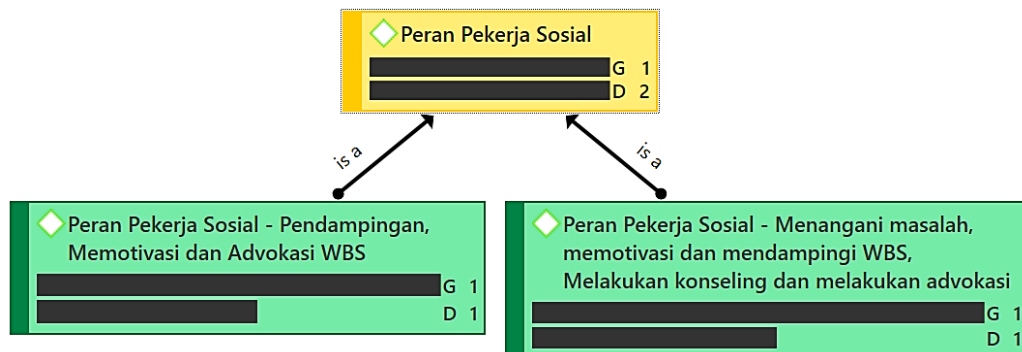 Peran Pekerja Sosial
G 1
D 2
is a
is a
Peran Pekerja Sosial - Pendampingan,
Memotivasi dan Advokasi WBS
G 1
D 1
Peran Pekerja Sosial - Menangani masalah,
memotivasi dan mendampingi WBS,
Melakukan konseling dan melakukan advokasi
G 1
D 1